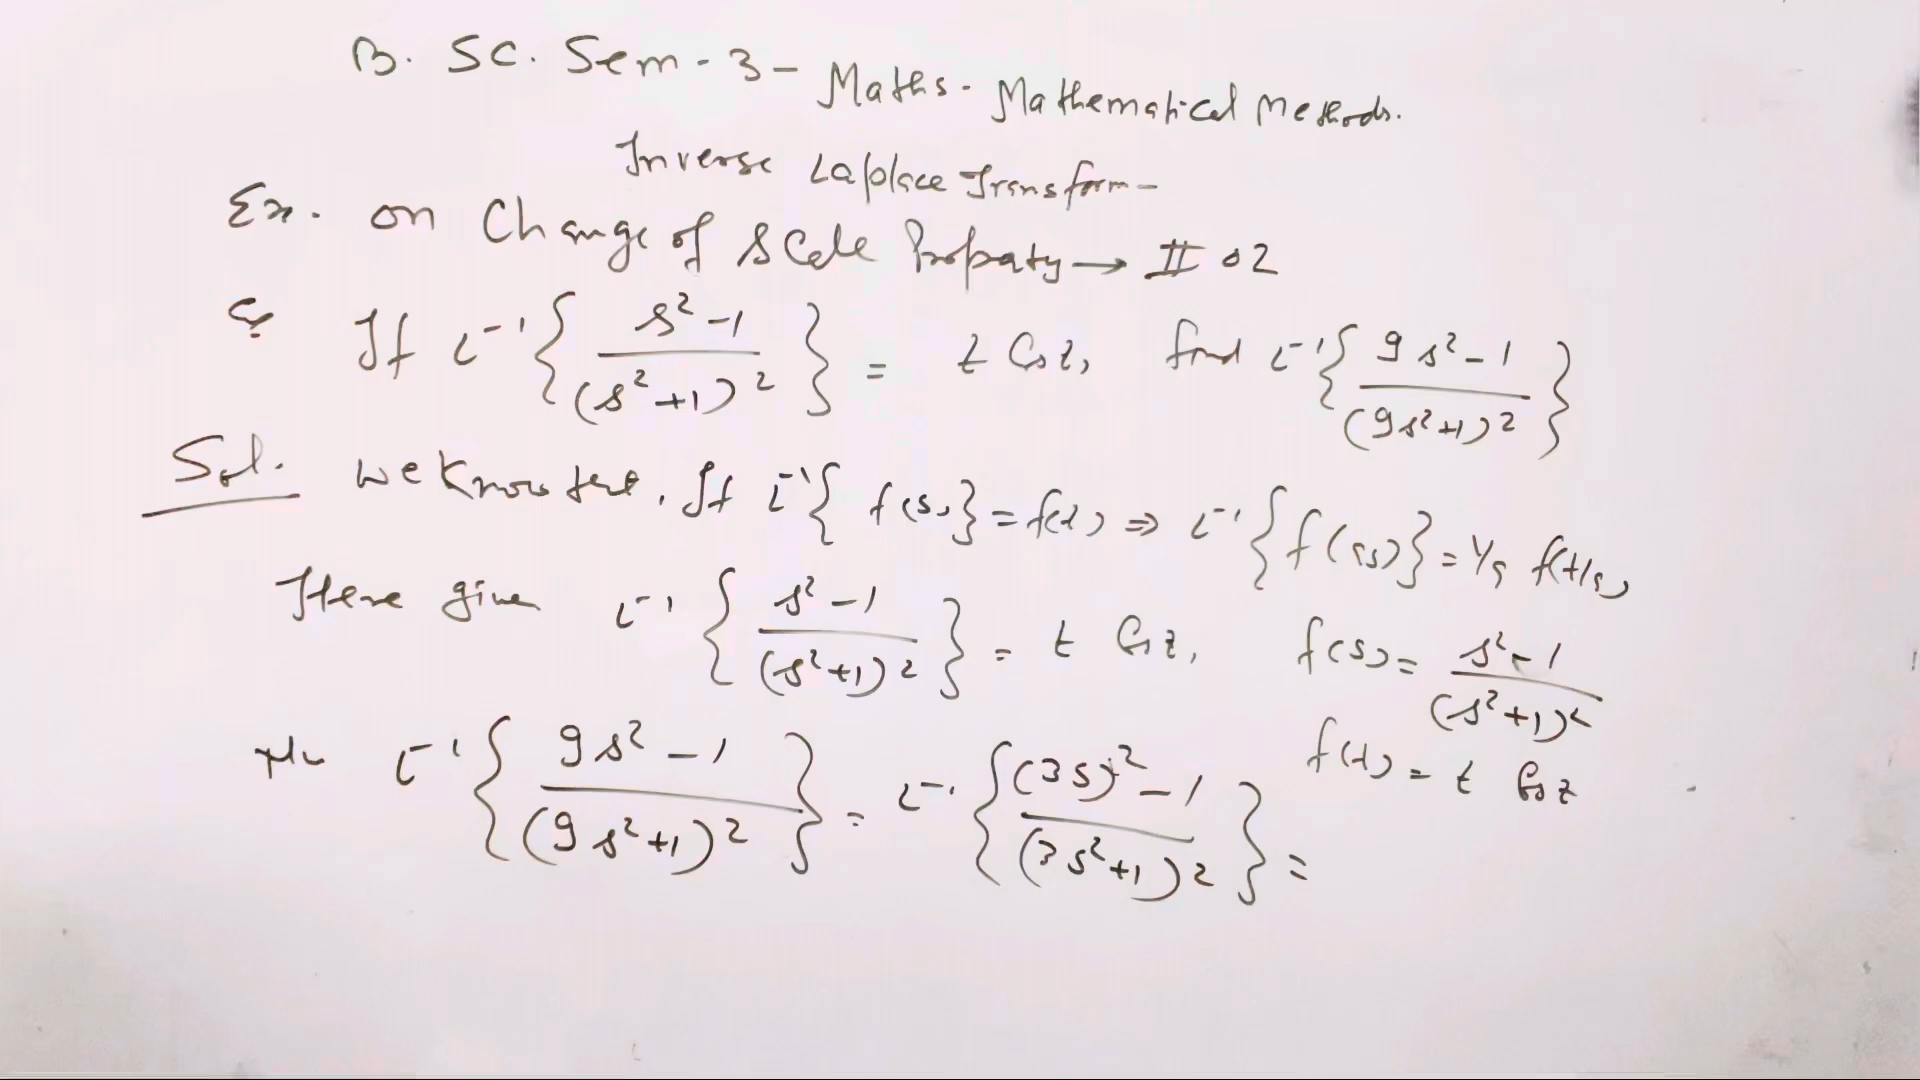 B. SC. Sem - 3 - Maths - Mathematical Methods.
Inverse Laplace Transform -
Ex. on Change of Scale Property → II 02
Q If L⁻¹{ (s² - 1) / (s² + 1)² } = t Cos t, find L⁻¹{ (9s² - 1) / (9s² + 1)² }
Sol. we know that, If L⁻¹{ f(s) } = f(t) ⇒ L⁻¹{ f(as) } = 1/a f(t/a)
Here given L⁻¹{ (s² - 1) / (s² + 1)² } = t Cos t, f(s) = (s² - 1) / (s² + 1)²
f(t) = t Cos t
L⁻¹{ (9s² - 1) / (9s² + 1)² } = L⁻¹{ ((3s)² - 1) / (3s² + 1)² } =